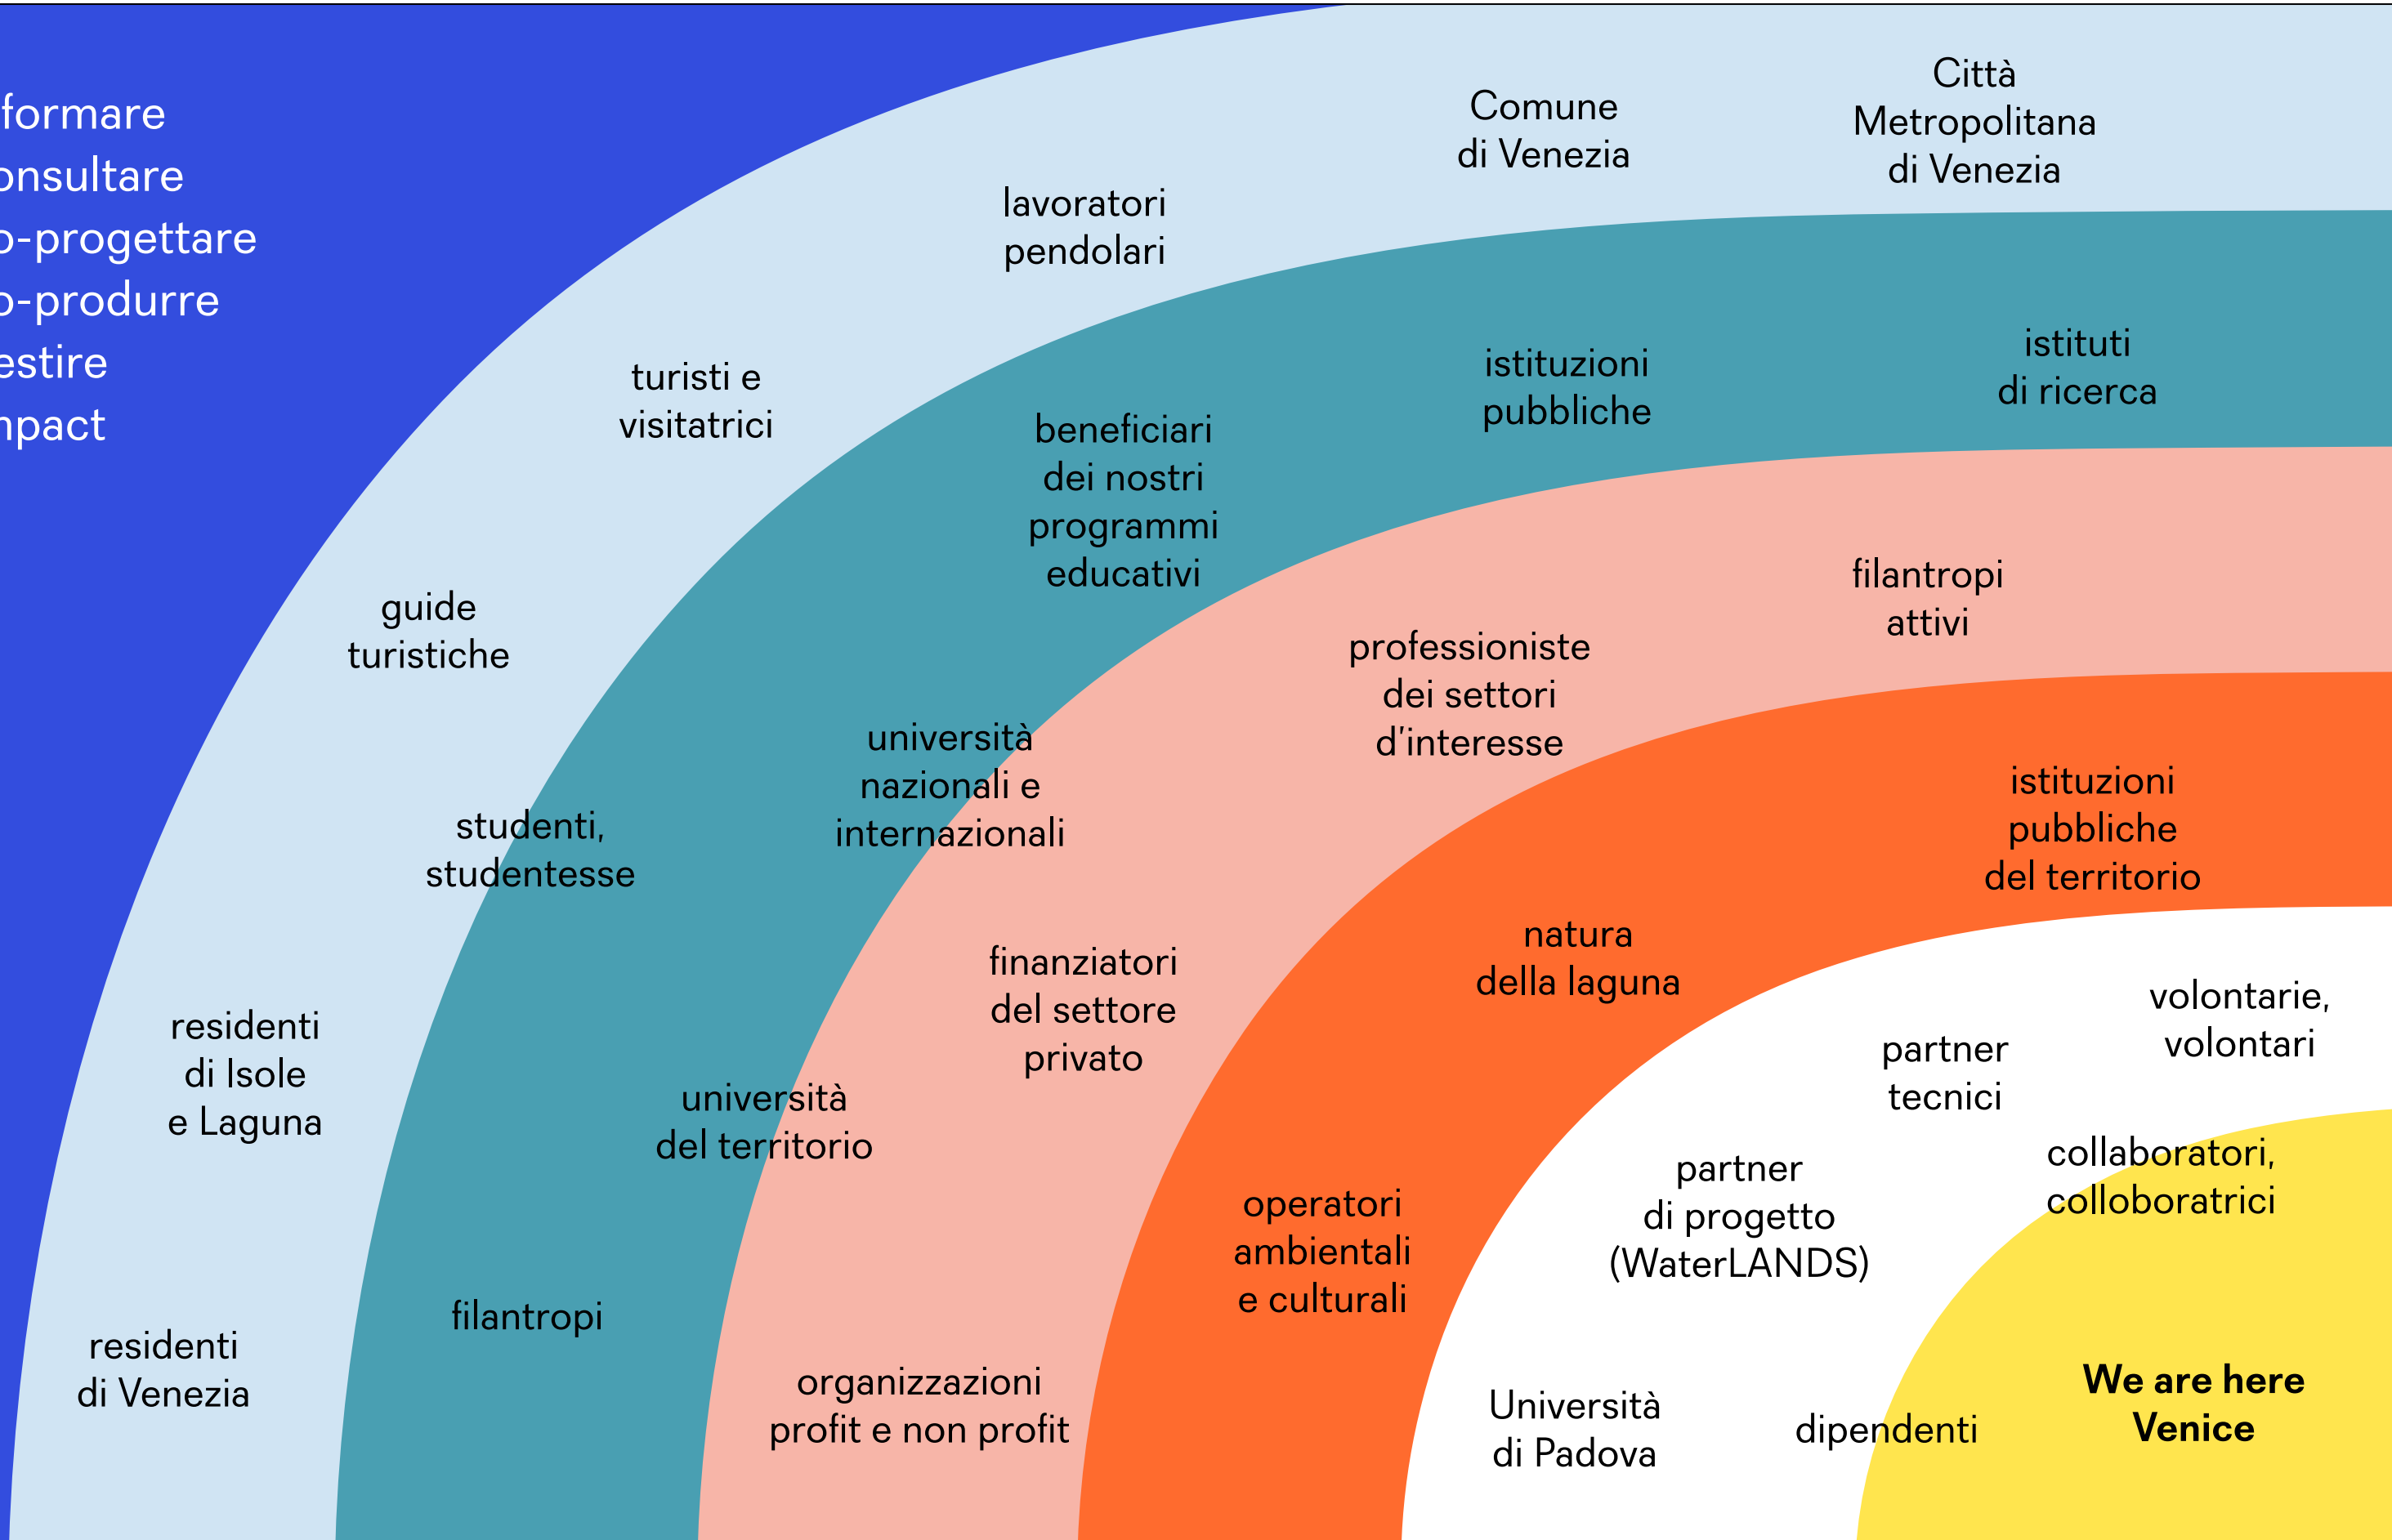 formare
onsultare
o-progettare
o-produrre
estire
npact
Comune
di Venezia
Città
Metropolitana
di Venezia
lavoratori
pendolari
turisti e
visitatrici
guide
turistiche
studenti,
studentesse
residenti
di Isole
e Laguna
residenti
di Venezia
istituzioni
pubbliche
istituti
di ricerca
beneficiari
dei nostri
programmi
educativi
università
nazionali e
internazionali
università
del territorio
filantropi
filantropi
attivi
professioniste
dei settori
d'interesse
finanziatori
del settore
privato
organizzazioni
profit e non profit
istituzioni
pubbliche
del territorio
natura
della laguna
operatori
ambientali
e culturali
volontarie,
volontari
partner
tecnici
partner
di progetto
(WaterLANDS)
Università
di Padova
collaboratori,
colloboratrici
dipendenti
We are here
Venice